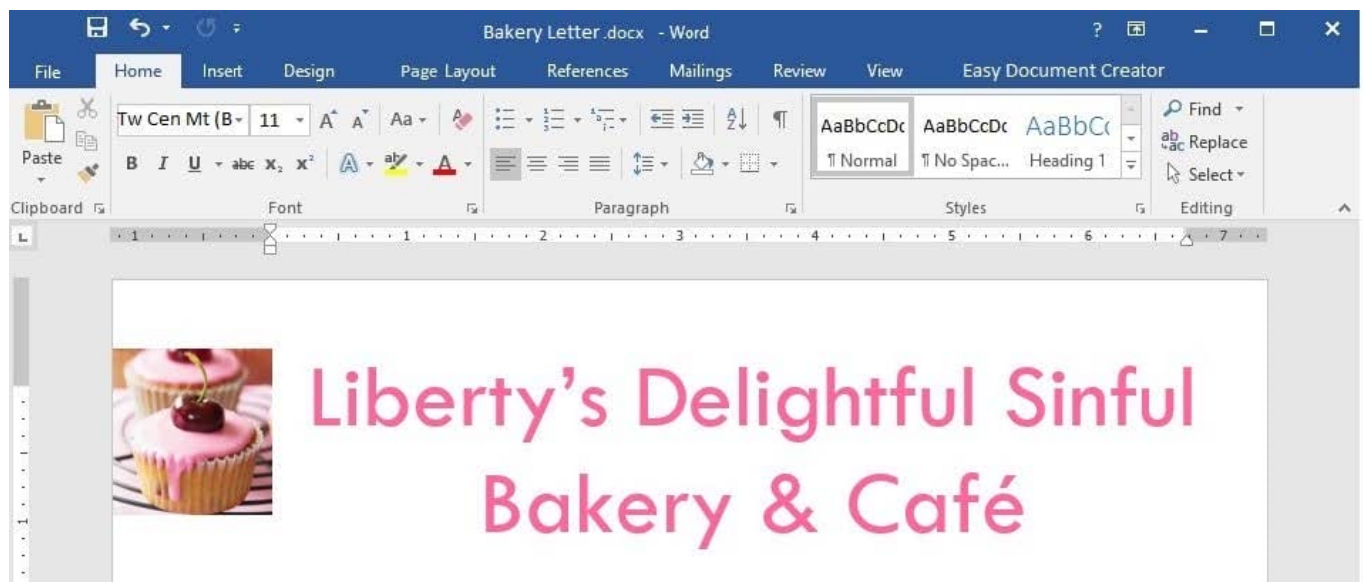 Bakery Letter .docx - Word ?
File Home Insert Design Page Layout References Mailings Review View Easy Document Creator
Tw Cen Mt (B 11 A A Aa A Find
Paste Replace
B I U abc X₂ X² A aby A ¶ Normal ¶ No Spac... Heading 1 Select
AaBbCcDc AaBbCcDc AaBbCc
Clipboard Font Paragraph Styles Editing
L
1 1 2 3 4 5 6 7
Liberty's Delightful Sinful
Bakery & Café
1